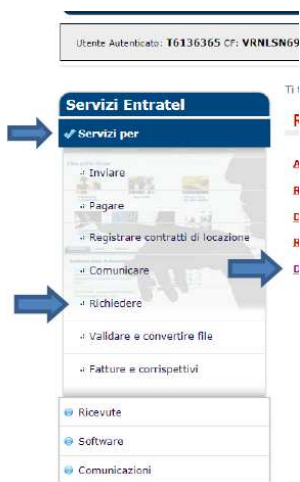 Utente Autenticato: T6136365 CF: VRNLSN69
Ti
Servizi Entratel
Servizi per
Inviare
Pagare
Registrare contratti di locazione
Comunicare
Richiedere
Validare e convertire file
Fatture e corrispettivi
Ricevute
Software
Comunicazioni
R
A
R
D
R
D